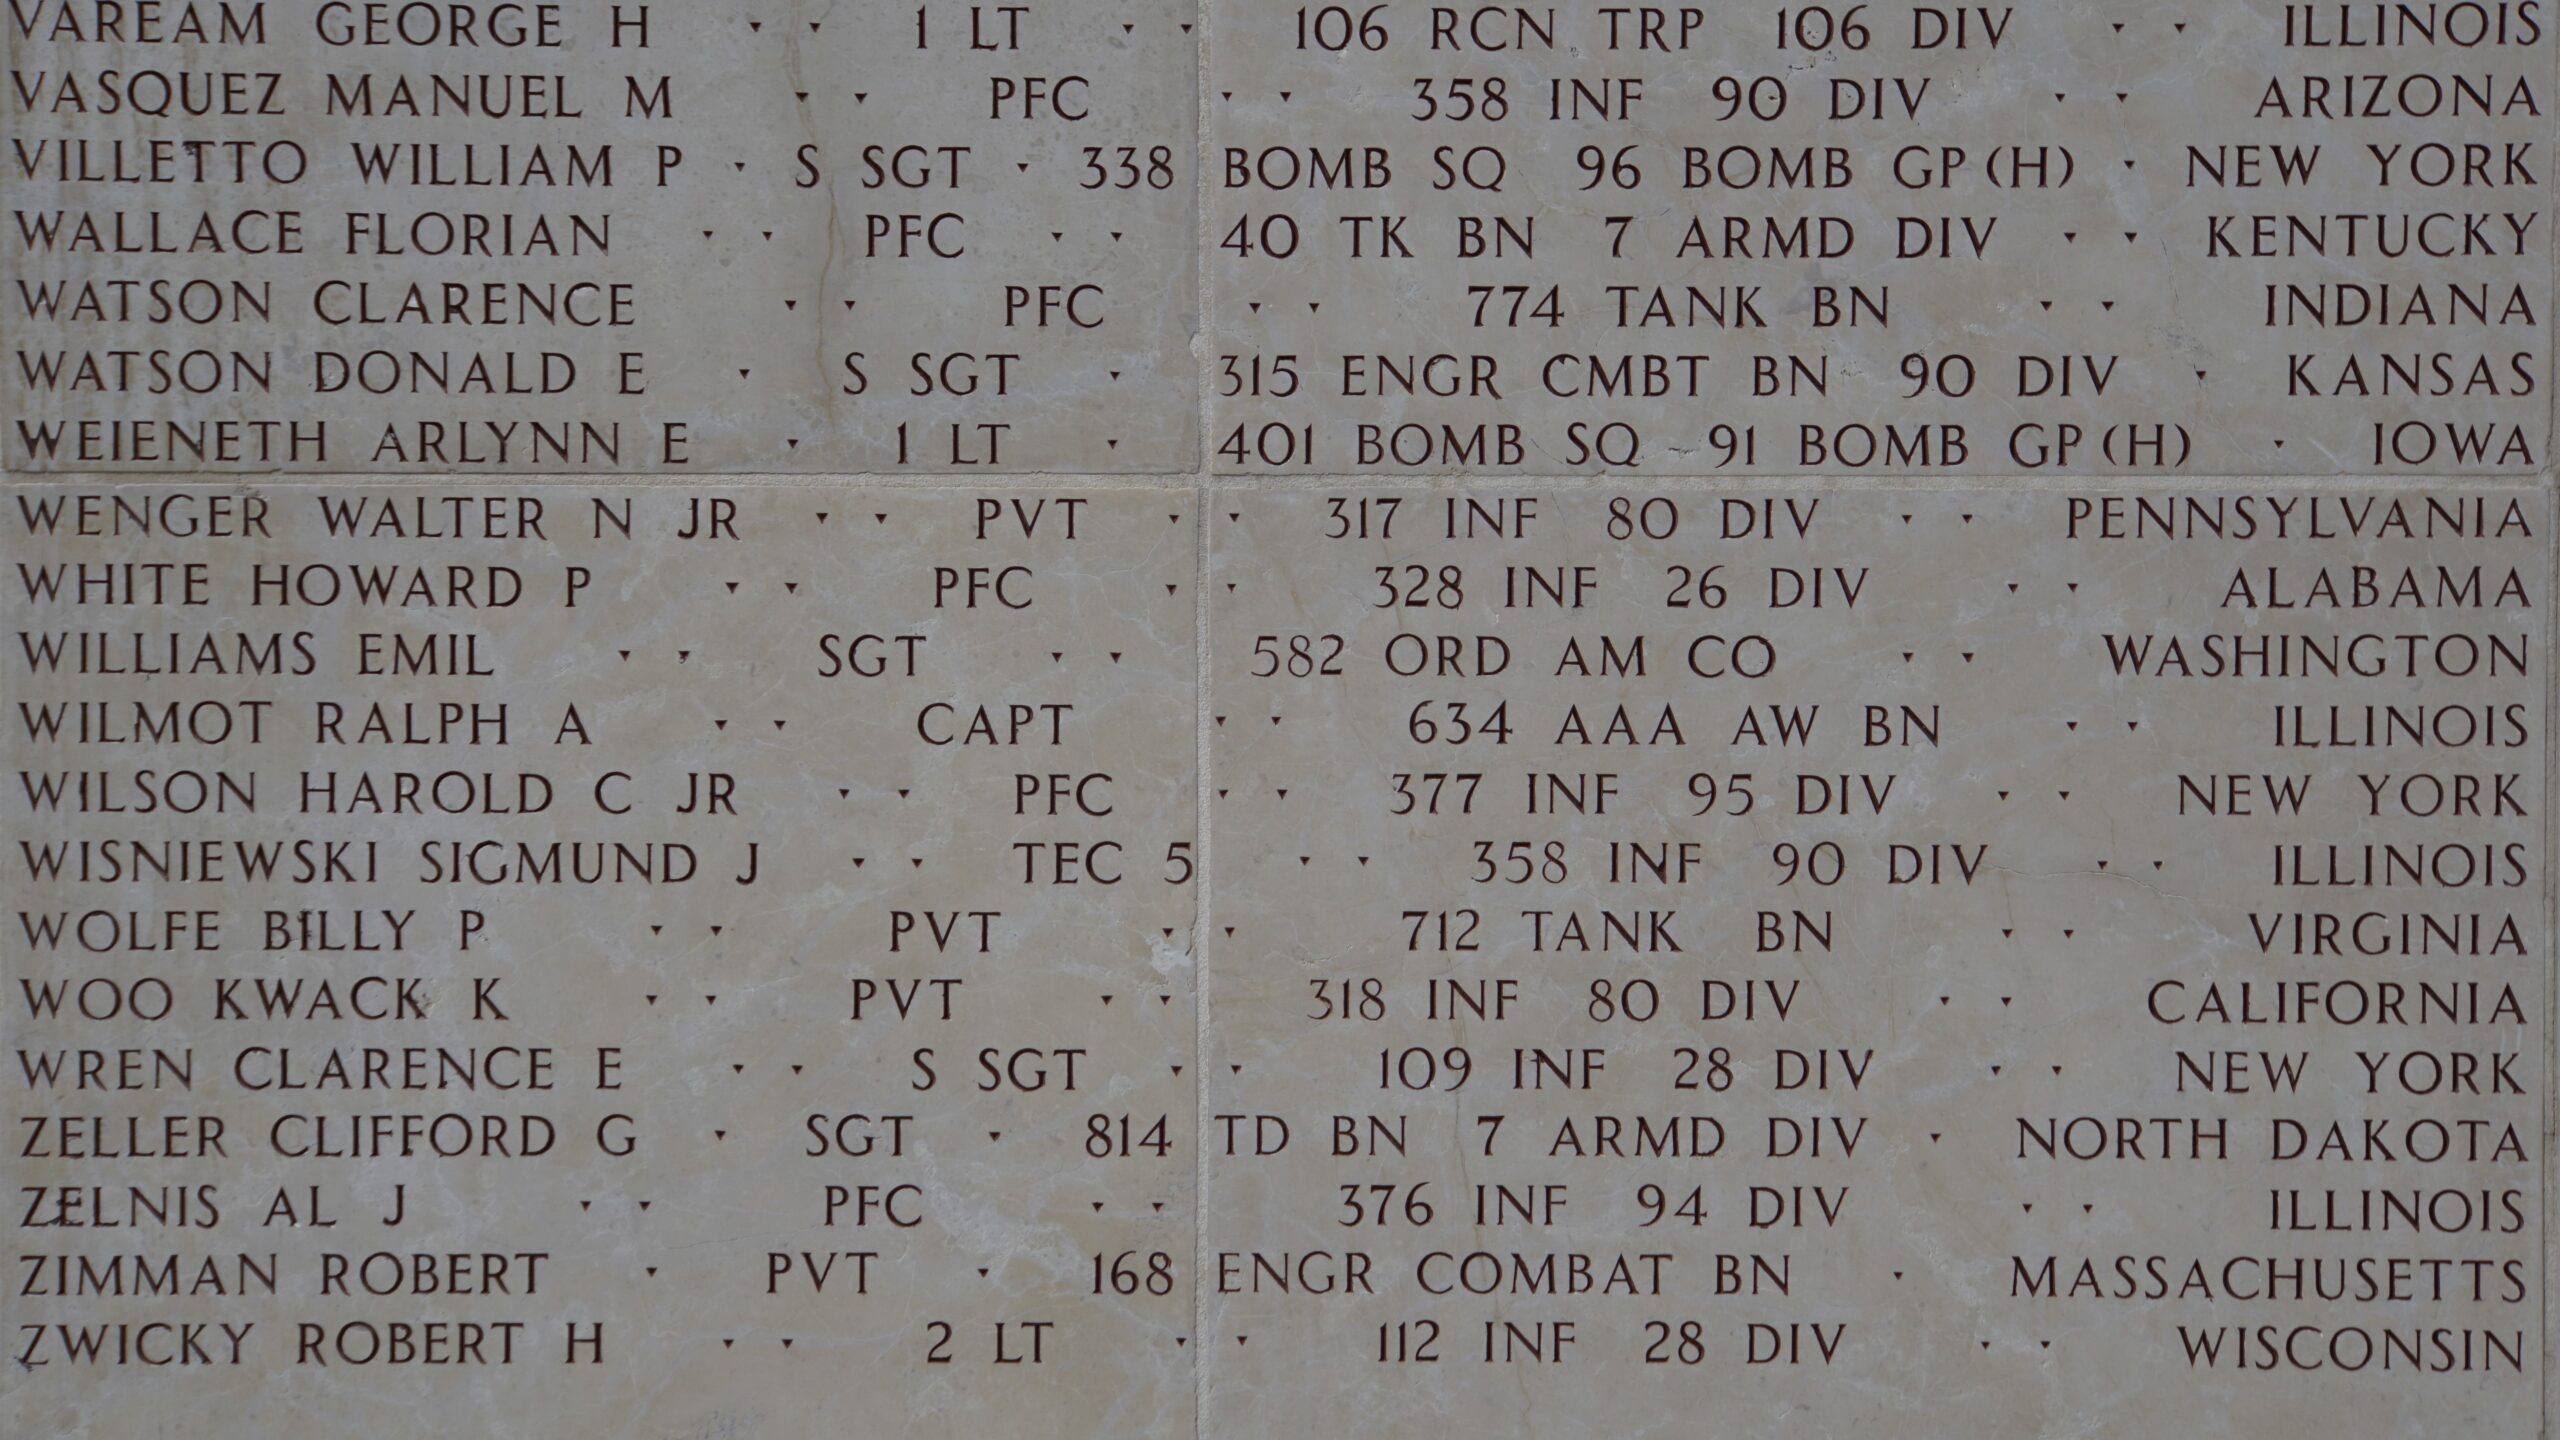 VAREAM GEORGE H · · 1 LT · · 106 RCN TRP 106 DIV · · ILLINOIS
VASQUEZ MANUEL M · · PFC · · 358 INF 90 DIV · · ARIZONA
VILLETTO WILLIAM P · S SGT · 338 BOMB SQ 96 BOMB GP (H) · NEW YORK
WALLACE FLORIAN · · PFC · · 40 TK BN 7 ARMD DIV · · KENTUCKY
WATSON CLARENCE · · PFC · · 774 TANK BN · · INDIANA
WATSON DONALD E · S SGT · 315 ENGR CMBT BN 90 DIV · KANSAS
WEIENETH ARLYNN E · 1 LT · 401 BOMB SQ 91 BOMB GP (H) · IOWA
WENGER WALTER N JR · · PVT · · 317 INF 80 DIV · · PENNSYLVANIA
WHITE HOWARD P · · PFC · · 328 INF 26 DIV · · ALABAMA
WILLIAMS EMIL · · SGT · · 582 ORD AM CO · · WASHINGTON
WILMOT RALPH A · · CAPT · · 634 AAA AW BN · · ILLINOIS
WILSON HAROLD C JR · · PFC · · 377 INF 95 DIV · · NEW YORK
WISNIEWSKI SIGMUND J · · TEC 5 · · 358 INF 90 DIV · · ILLINOIS
WOLFE BILLY P · · PVT · · 712 TANK BN · · VIRGINIA
WOO KWACK K · · PVT · · 318 INF 80 DIV · · CALIFORNIA
WREN CLARENCE E · · S SGT · · 109 INF 28 DIV · · NEW YORK
ZELLER CLIFFORD G · SGT · 814 TD BN 7 ARMD DIV · NORTH DAKOTA
ZELNIS AL J · · PFC · · 376 INF 94 DIV · · ILLINOIS
ZIMMAN ROBERT · PVT · 168 ENGR COMBAT BN · MASSACHUSETTS
ZWICKY ROBERT H · · 2 LT · · 112 INF 28 DIV · · WISCONSIN